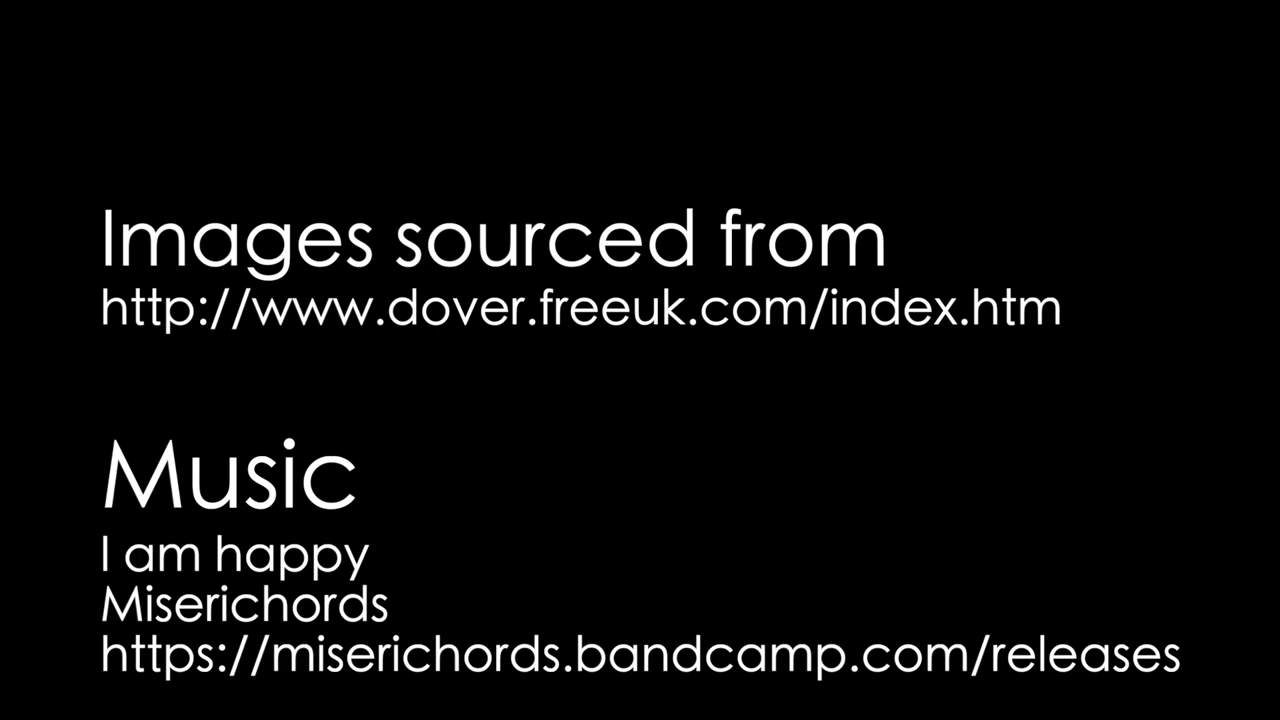 Images sourced from
http://www.dover.freeuk.com/index.htm
Music
I am happy
Miserichords
https://miserichords.bandcamp.com/releases